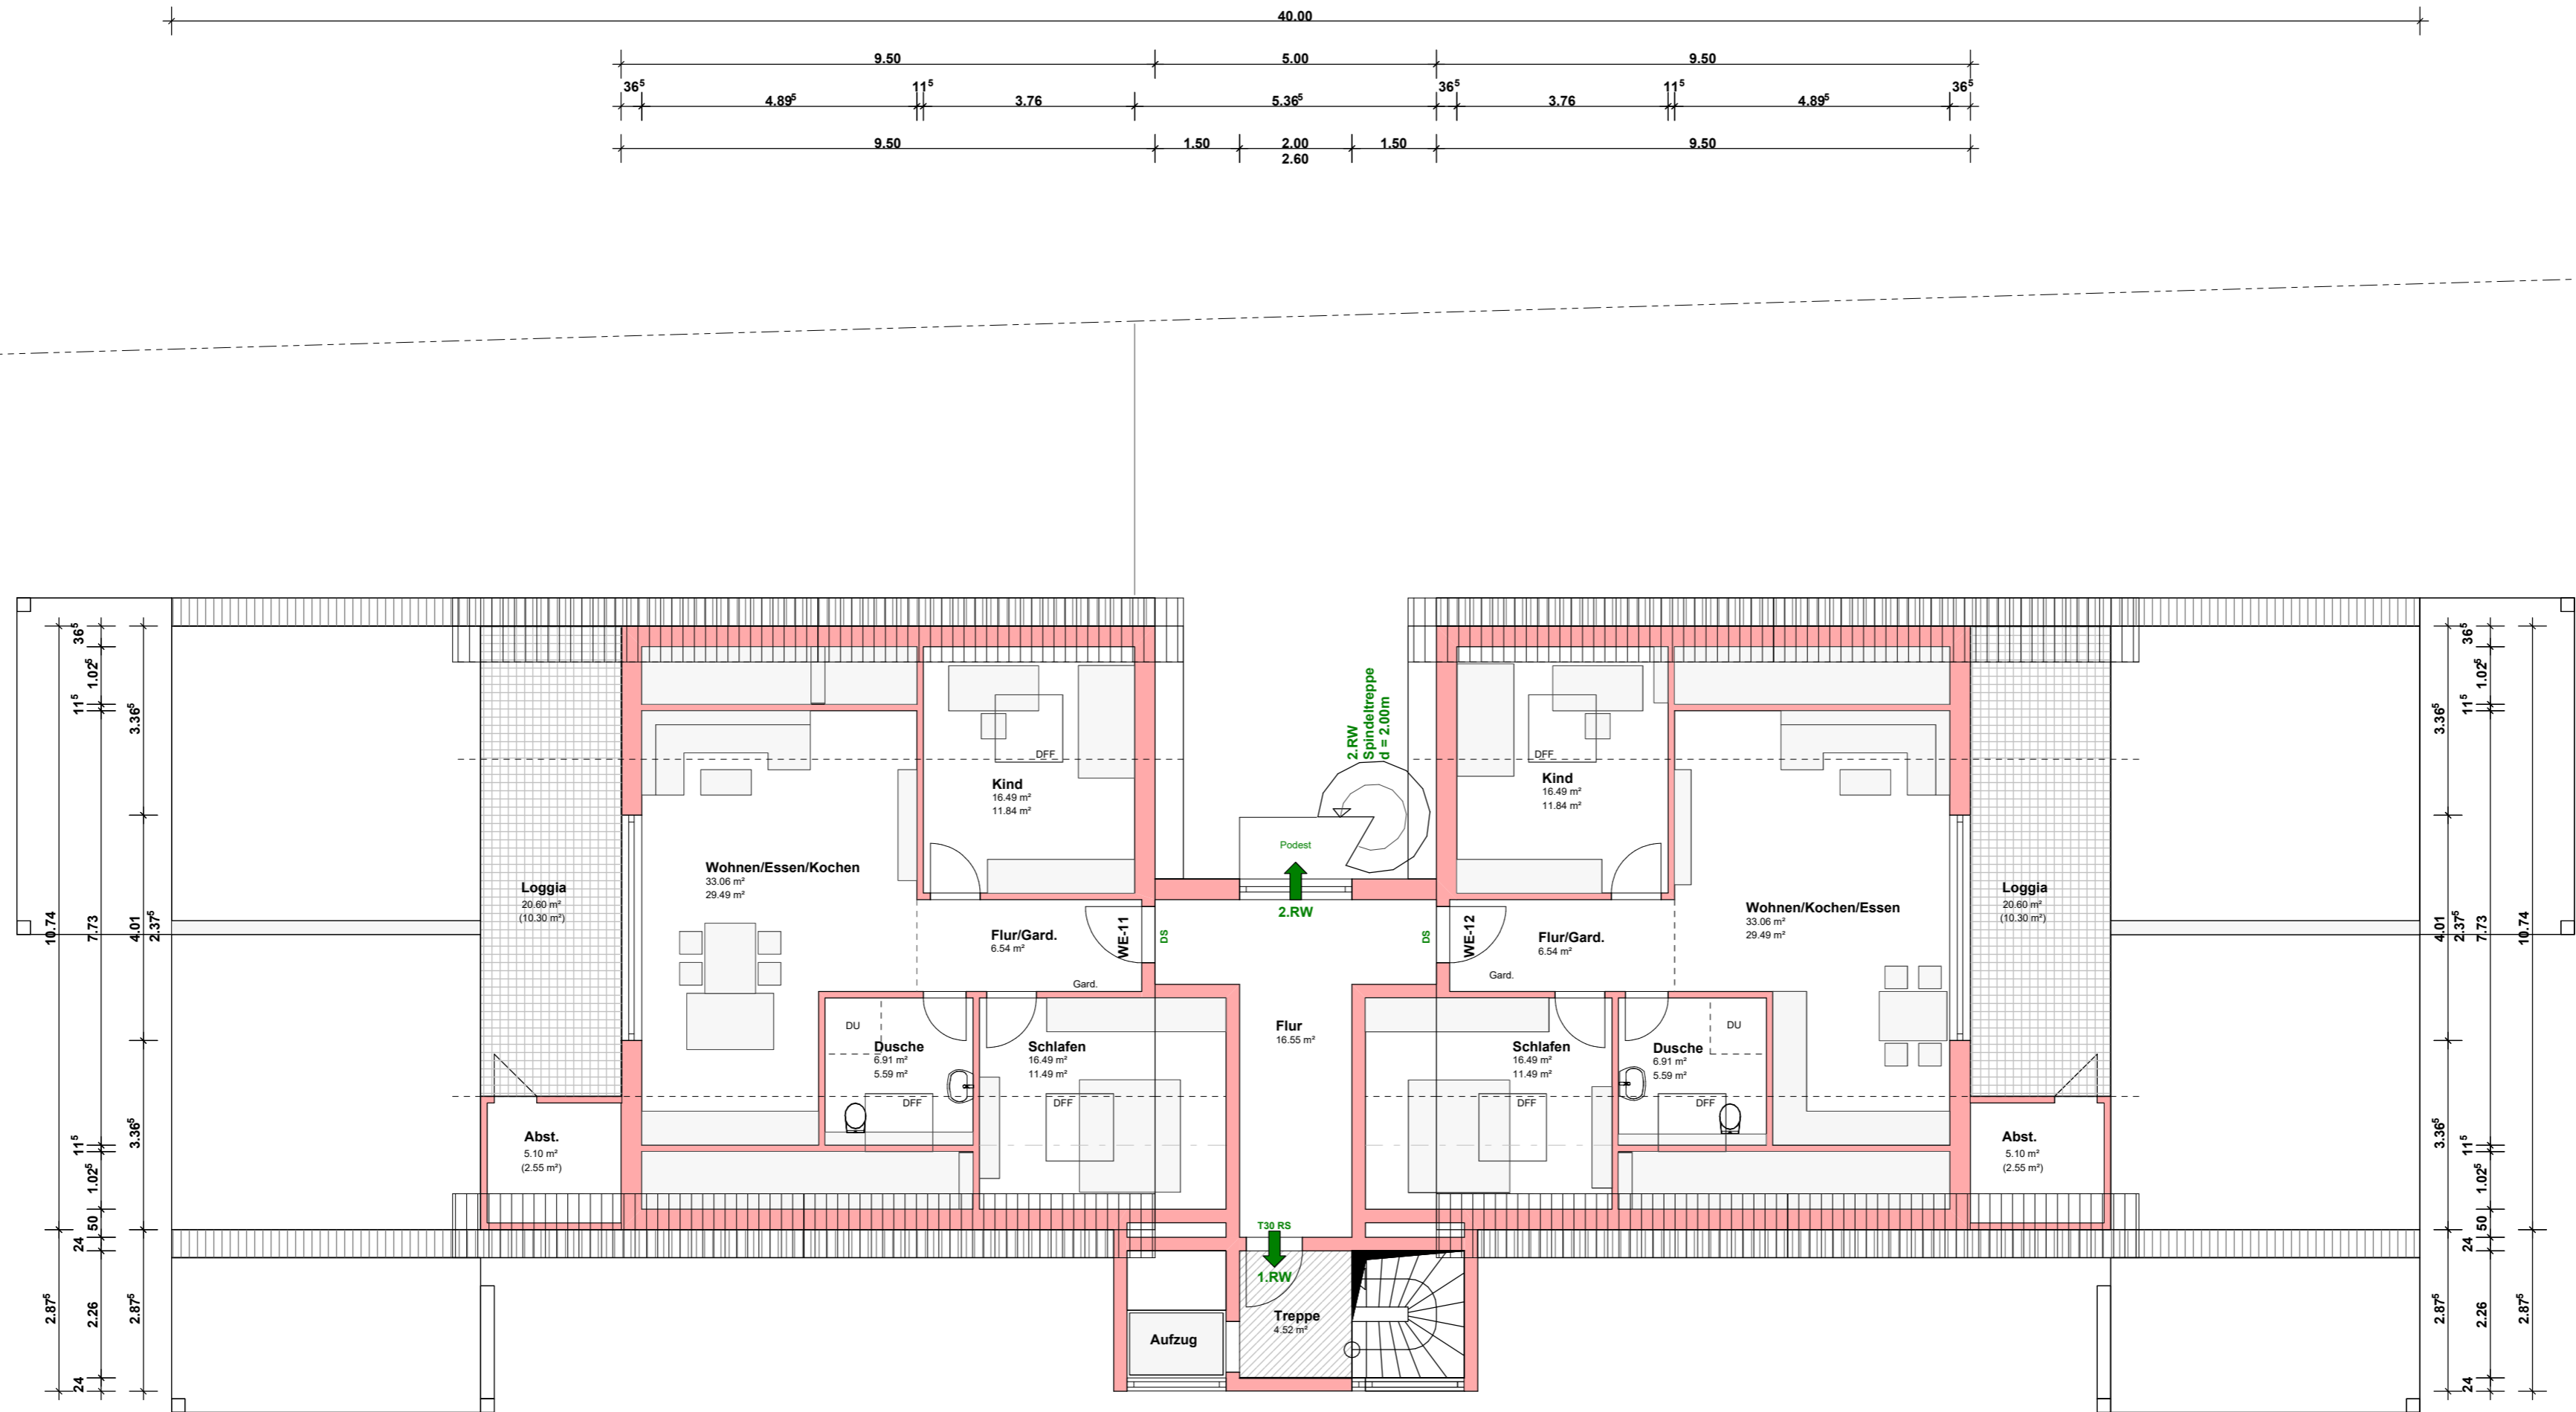 40.00
9.50 5.00 9.50
36⁵ 4.89⁵ 11⁵ 3.76 5.36⁵ 36⁵ 3.76 11⁵ 4.89⁵ 36⁵
9.50 1.50 2.00 1.50 9.50
2.60
10.74
2.87⁵
36⁵
1.02⁵
11⁵
7.73
11⁵
1.02⁵
50
24
2.26
24
3.36⁵
4.01
2.37⁵
3.36⁵
2.87⁵
Loggia
20.60 m²
(10.30 m²)
Abst.
5.10 m²
(2.55 m²)
Wohnen/Essen/Kochen
33.06 m²
29.49 m²
DFF
Kind
16.49 m²
11.84 m²
Flur/Gard.
6.54 m²
Gard.
WE-11
DS
DU
Dusche
6.91 m²
5.59 m²
DFF
Schlafen
16.49 m²
11.49 m²
DFF
2.RW
Spindeltreppe
d = 2.00m
Podest
2.RW
Flur
16.55 m²
T30 RS
1.RW
Treppe
4.52 m²
Aufzug
DS
WE-12
DFF
Kind
16.49 m²
11.84 m²
Flur/Gard.
6.54 m²
Gard.
Wohnen/Kochen/Essen
33.06 m²
29.49 m²
Schlafen
16.49 m²
11.49 m²
DFF
DU
Dusche
6.91 m²
5.59 m²
DFF
Loggia
20.60 m²
(10.30 m²)
Abst.
5.10 m²
(2.55 m²)
3.36⁵
4.01
2.37⁵
3.36⁵
2.87⁵
36⁵
1.02⁵
11⁵
7.73
11⁵
1.02⁵
50
24
2.26
24
10.74
2.87⁵